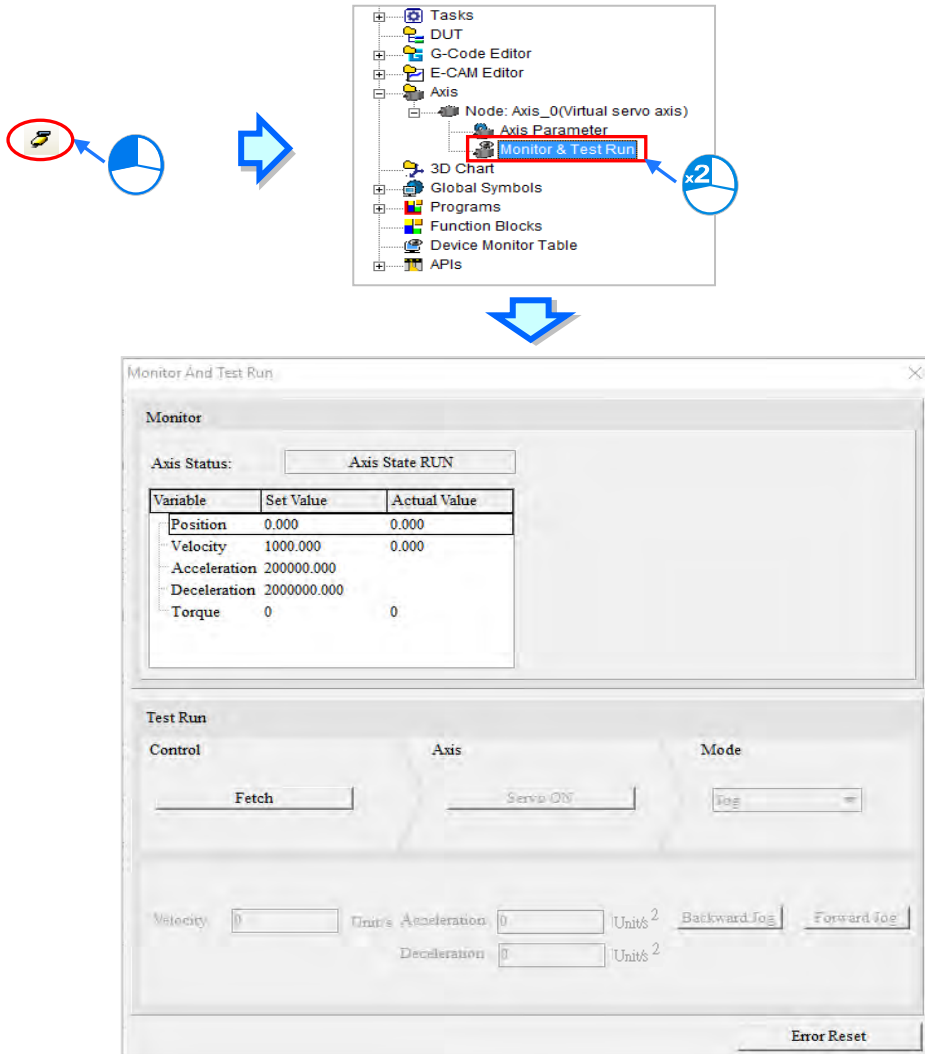 Tasks
DUT
G-Code Editor
E-CAM Editor
Axis
Node: Axis_0(Virtual servo axis)
Axis Parameter
Monitor & Test Run
x2
3D Chart
Global Symbols
Programs
Function Blocks
Device Monitor Table
APIs
Monitor And Test Run
Monitor
Axis Status: Axis State RUN
Variable Set Value Actual Value
Position 0.000 0.000
Velocity 1000.000 0.000
Acceleration 200000.000
Deceleration 2000000.000
Torque 0 0
Test Run
Control Axis Mode
Fetch Servo ON Jog
Velocity 0 Unit/s Acceleration 0 Unit/s 2 Backward Jog Forward Jog
Deceleration 0 Unit/s 2
Error Reset